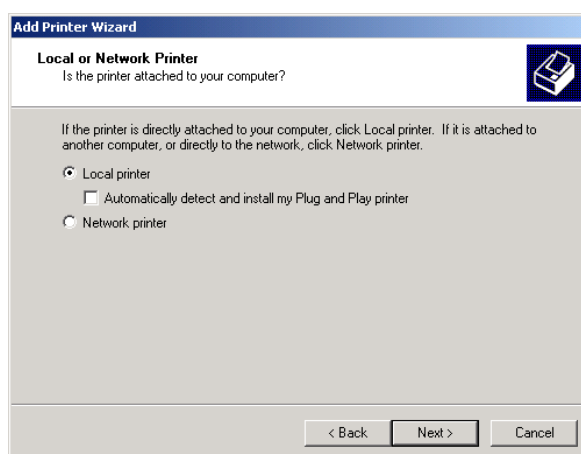 Add Printer Wizard
Local or Network Printer
Is the printer attached to your computer?
If the printer is directly attached to your computer, click Local printer.  If it is attached to
another computer, or directly to the network, click Network printer.
Local printer
Automatically detect and install my Plug and Play printer
Network printer
< Back
Next >
Cancel